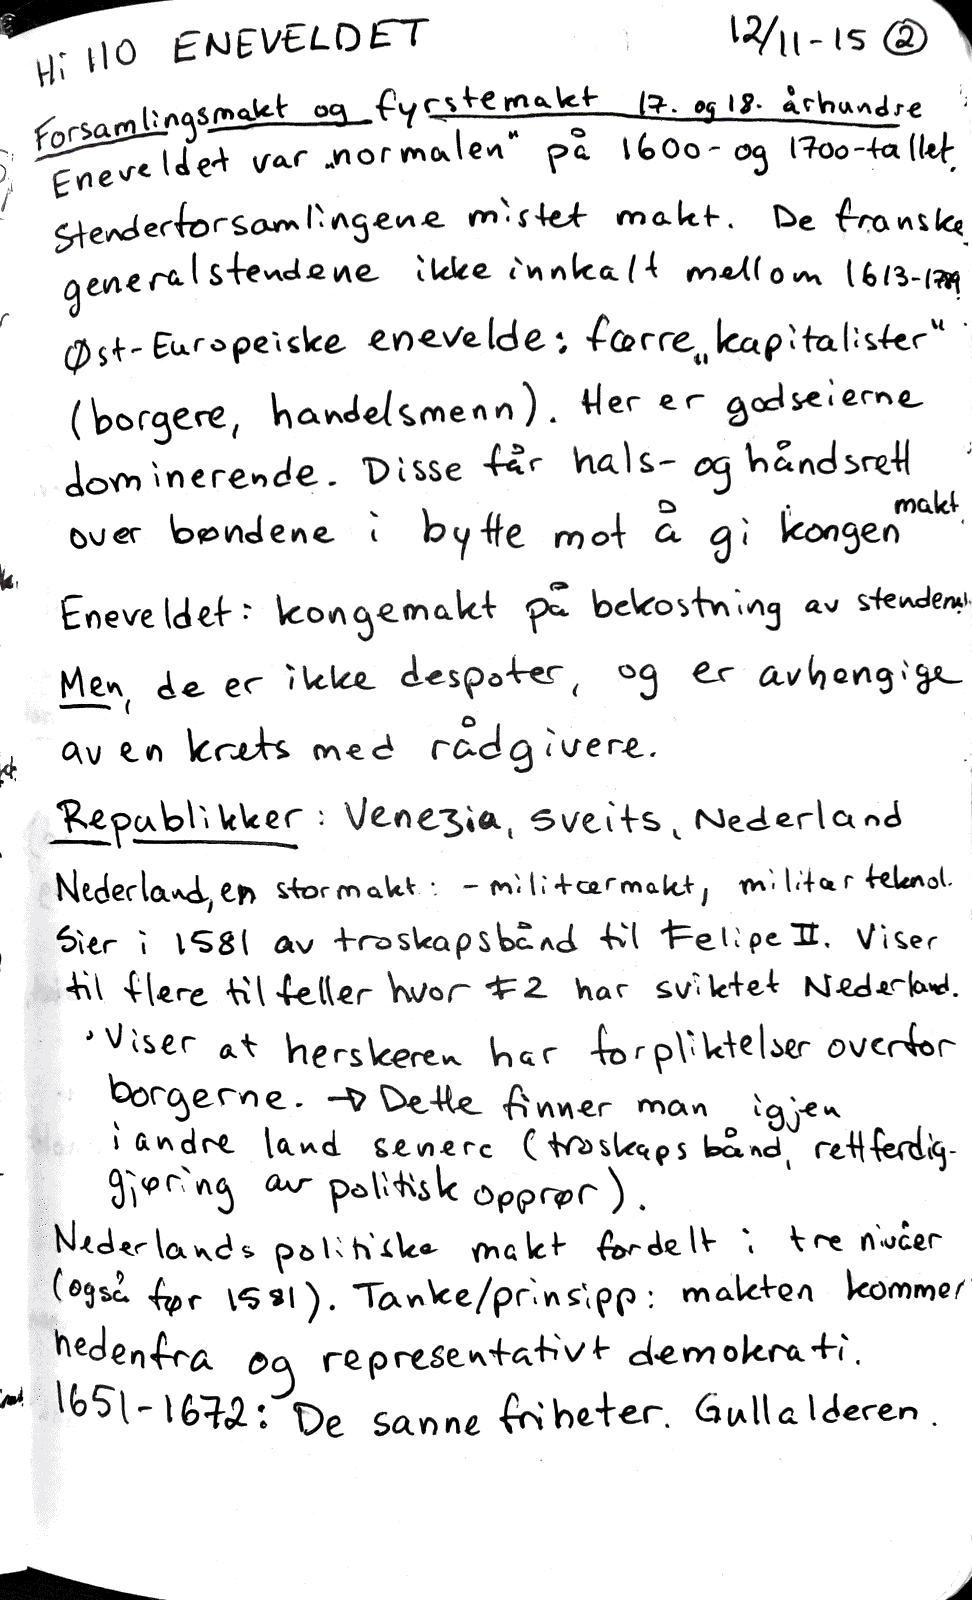 Hi 110 ENEVELDET 12/11-15 ②
Forsamlingsmakt og fyrstemakt 17. og 18. århundre
Eneveldet var „normalen" på 1600- og 1700-tallet.
Stenderforsamlingene mistet makt. De franske
generalstendene ikke innkalt mellom 1613-1789
Øst-Europeiske enevelde: færre „kapitalister"
(borgere, handelsmenn). Her er godseierne
dominerende. Disse får hals- og håndsrett
over bøndene i bytte mot å gi kongen makt.
Eneveldet: kongemakt på bekostning av
Men, de er ikke despoter, og er avhengige
av en krets med rådgivere.
Republikker: Venezia, Sveits, Nederland
Nederland, en stormakt: - militærmakt, militær teknol.
Sier i 1581 av troskapsbånd til Felipe II. Viser
til flere tilfeller hvor F2 har sviktet Nederland.
Viser at herskeren har forpliktelser overfor
borgerne. → Dette finner man igjen
i andre land senere (troskapsbånd, rettferdig-
gjøring av politisk opprør).
Nederlands politiske makt fordelt i tre nivåer
(også før 1581). Tanke/prinsipp: makten kommer
nedenfra og representativt demokrati.
1651-1672: De sanne friheter. Gullalderen.